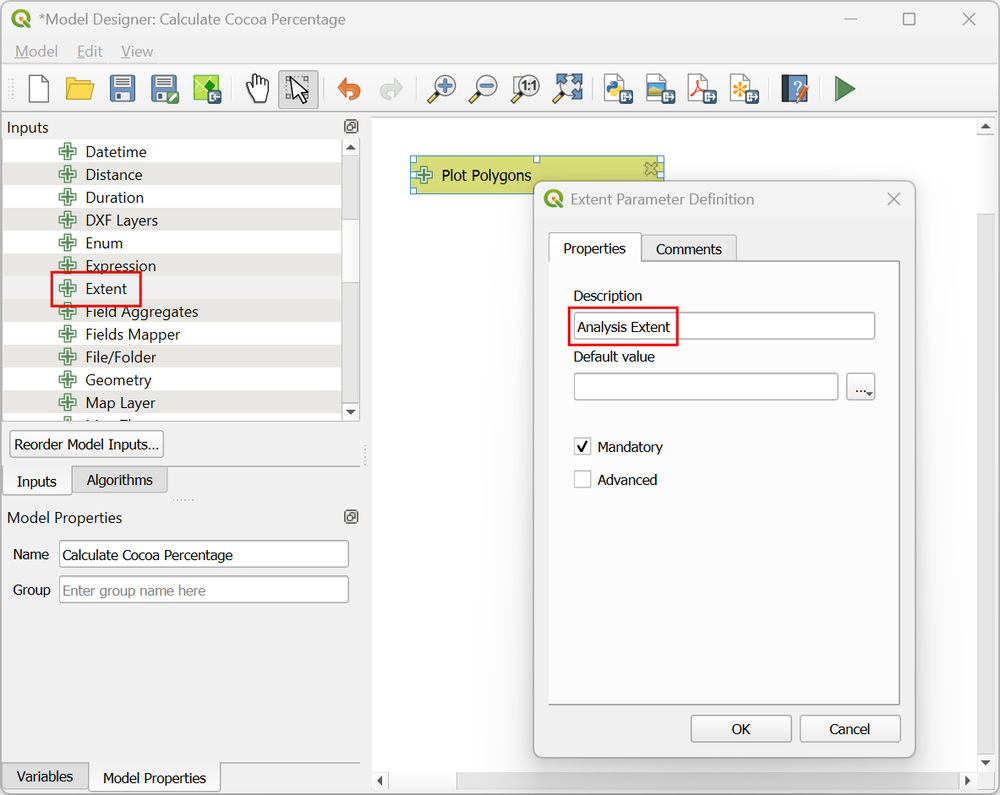 *Model Designer: Calculate Cocoa Percentage
Model Edit View
1:1
Inputs
Datetime
Distance
Duration
DXF Layers
Enum
Expression
Extent
Field Aggregates
Fields Mapper
File/Folder
Geometry
Map Layer
Reorder Model Inputs...
Inputs Algorithms
Model Properties
Name Calculate Cocoa Percentage
Group Enter group name here
Variables Model Properties
Plot Polygons
Extent Parameter Definition
Properties Comments
Description
Analysis Extent
Default value
...
Mandatory
Advanced
OK Cancel